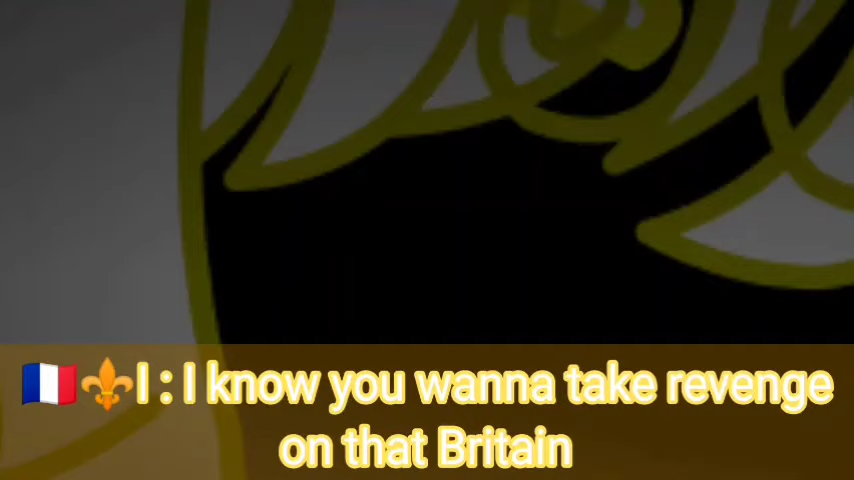 🇫🇷⚜️I : I know you wanna take revenge
on that Britain